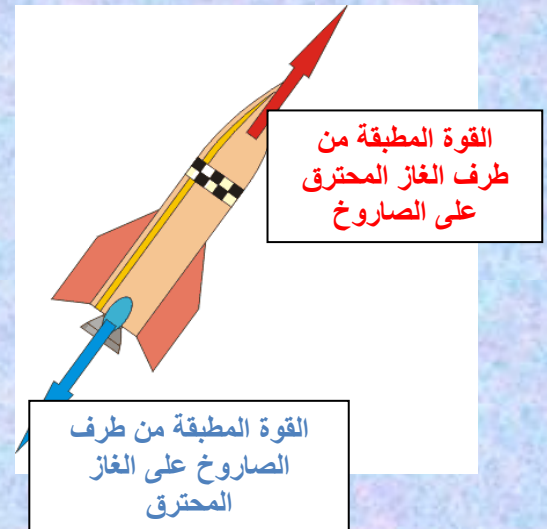 القوة المطبقة من
طرف الغاز المحترق
على الصاروخ
القوة المطبقة من طرف
الصاروخ على الغاز
المحترق